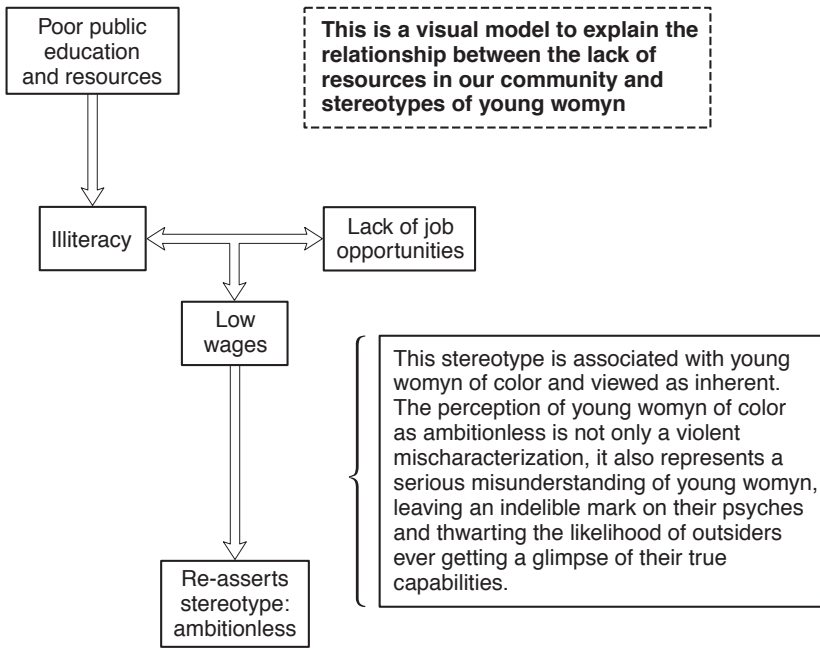 Poor public
education
and resources
This is a visual model to explain the
relationship between the lack of
resources in our community and
stereotypes of young womyn
Illiteracy
Lack of job
opportunities
Low
wages
This stereotype is associated with young
womyn of color and viewed as inherent.
The perception of young womyn of color
as ambitionless is not only a violent
mischaracterization, it also represents a
serious misunderstanding of young womyn,
leaving an indelible mark on their psyches
and thwarting the likelihood of outsiders
ever getting a glimpse of their true
capabilities.
Re-asserts
stereotype:
ambitionless